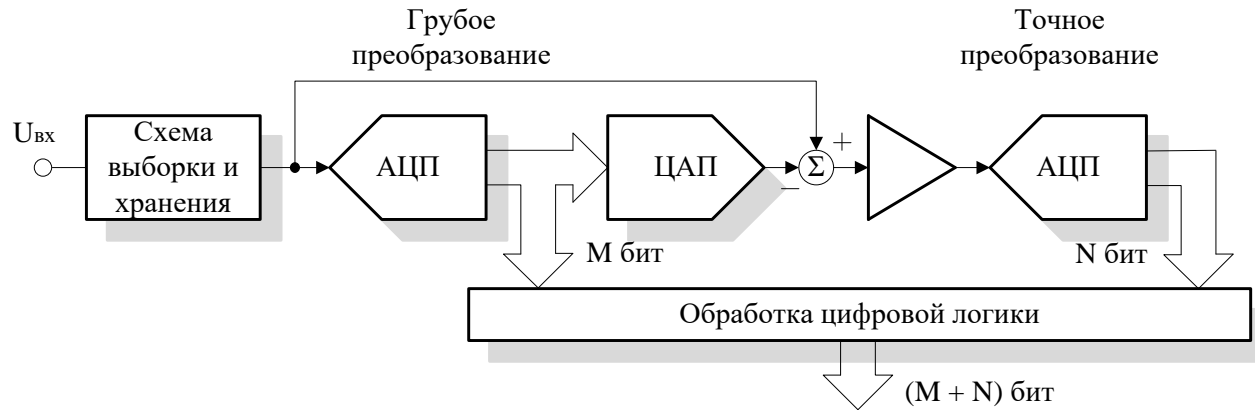 Грубое
преобразование
Точное
преобразование
Uвх
Схема
выборки и
хранения
АЦП
ЦАП
Σ
+
−
АЦП
M бит
N бит
Обработка цифровой логики
(M + N) бит